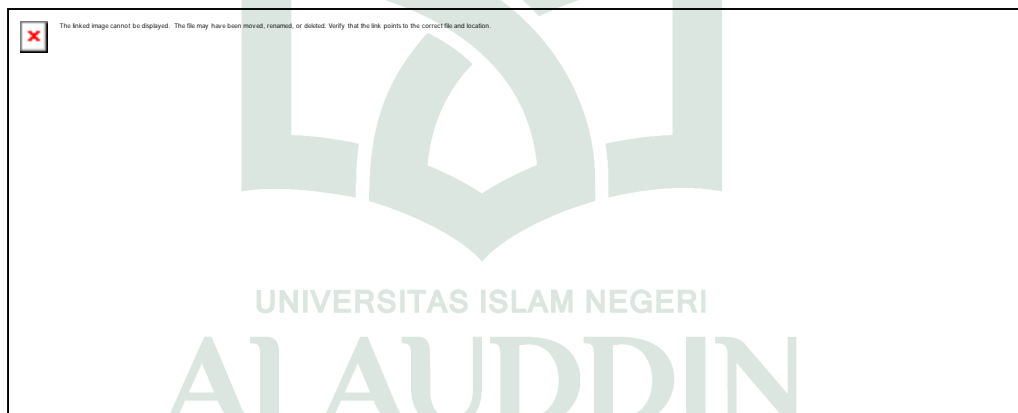 The linked image cannot be displayed. The file may have been moved, renamed, or deleted. Verify that the link points to the correct file and location.
UNIVERSITAS ISLAM NEGERI
ALAUDDIN